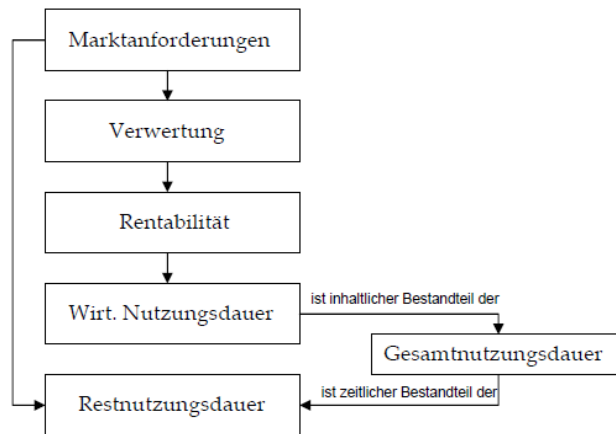 Marktanforderungen
Verwertung
Rentabilität
Wirt. Nutzungsdauer
ist inhaltlicher Bestandteil der
Gesamtnutzungsdauer
ist zeitlicher Bestandteil der
Restnutzungsdauer